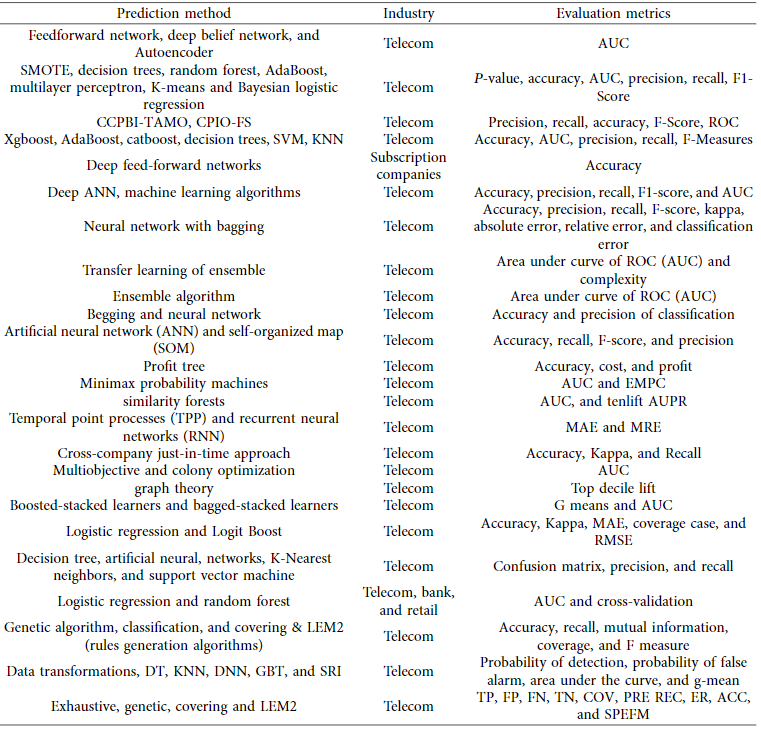 Prediction method Industry Evaluation metrics
Feedforward network, deep belief network, and
Autoencoder
Telecom AUC
SMOTE, decision trees, random forest, AdaBoost,
multilayer perceptron, K-means and Bayesian logistic
regression
Telecom
P-value, accuracy, AUC, precision, recall, F1-
Score
CCPBI-TAMO, CPIO-FS Telecom Precision, recall, accuracy, F-Score, ROC
Xgboost, AdaBoost, catboost, decision trees, SVM, KNN Telecom Accuracy, AUC, precision, recall, F-Measures
Deep feed-forward networks
Subscription
companies
Accuracy
Deep ANN, machine learning algorithms Telecom Accuracy, precision, recall, F1-score, and AUC
Neural network with bagging Telecom
Accuracy, precision, recall, F-score, kappa,
absolute error, relative error, and classification
error
Transfer learning of ensemble Telecom
Area under curve of ROC (AUC) and
complexity
Ensemble algorithm Telecom Area under curve of ROC (AUC)
Begging and neural network Telecom Accuracy and precision of classification
Artificial neural network (ANN) and self-organized map
(SOM)
Telecom Accuracy, recall, F-score, and precision
Profit tree Telecom Accuracy, cost, and profit
Minimax probability machines Telecom AUC and EMPC
similarity forests Telecom AUC, and tenlift AUPR
Temporal point processes (TPP) and recurrent neural
networks (RNN)
Telecom MAE and MRE
Cross-company just-in-time approach Telecom Accuracy, Kappa, and Recall
Multiobjective and colony optimization Telecom AUC
graph theory Telecom Top decile lift
Boosted-stacked learners and bagged-stacked learners Telecom G means and AUC
Logistic regression and Logit Boost Telecom
Accuracy, Kappa, MAE, coverage case, and
RMSE
Decision tree, artificial neural, networks, K-Nearest
neighbors, and support vector machine
Telecom Confusion matrix, precision, and recall
Logistic regression and random forest
Telecom, bank,
and retail
AUC and cross-validation
Genetic algorithm, classification, and covering & LEM2
(rules generation algorithms)
Telecom
Accuracy, recall, mutual information,
coverage, and F measure
Data transformations, DT, KNN, DNN, GBT, and SRI Telecom
Probability of detection, probability of false
alarm, area under the curve, and g-mean
Exhaustive, genetic, covering and LEM2 Telecom
TP, FP, FN, TN, COV, PRE REC, ER, ACC,
and SPEFM